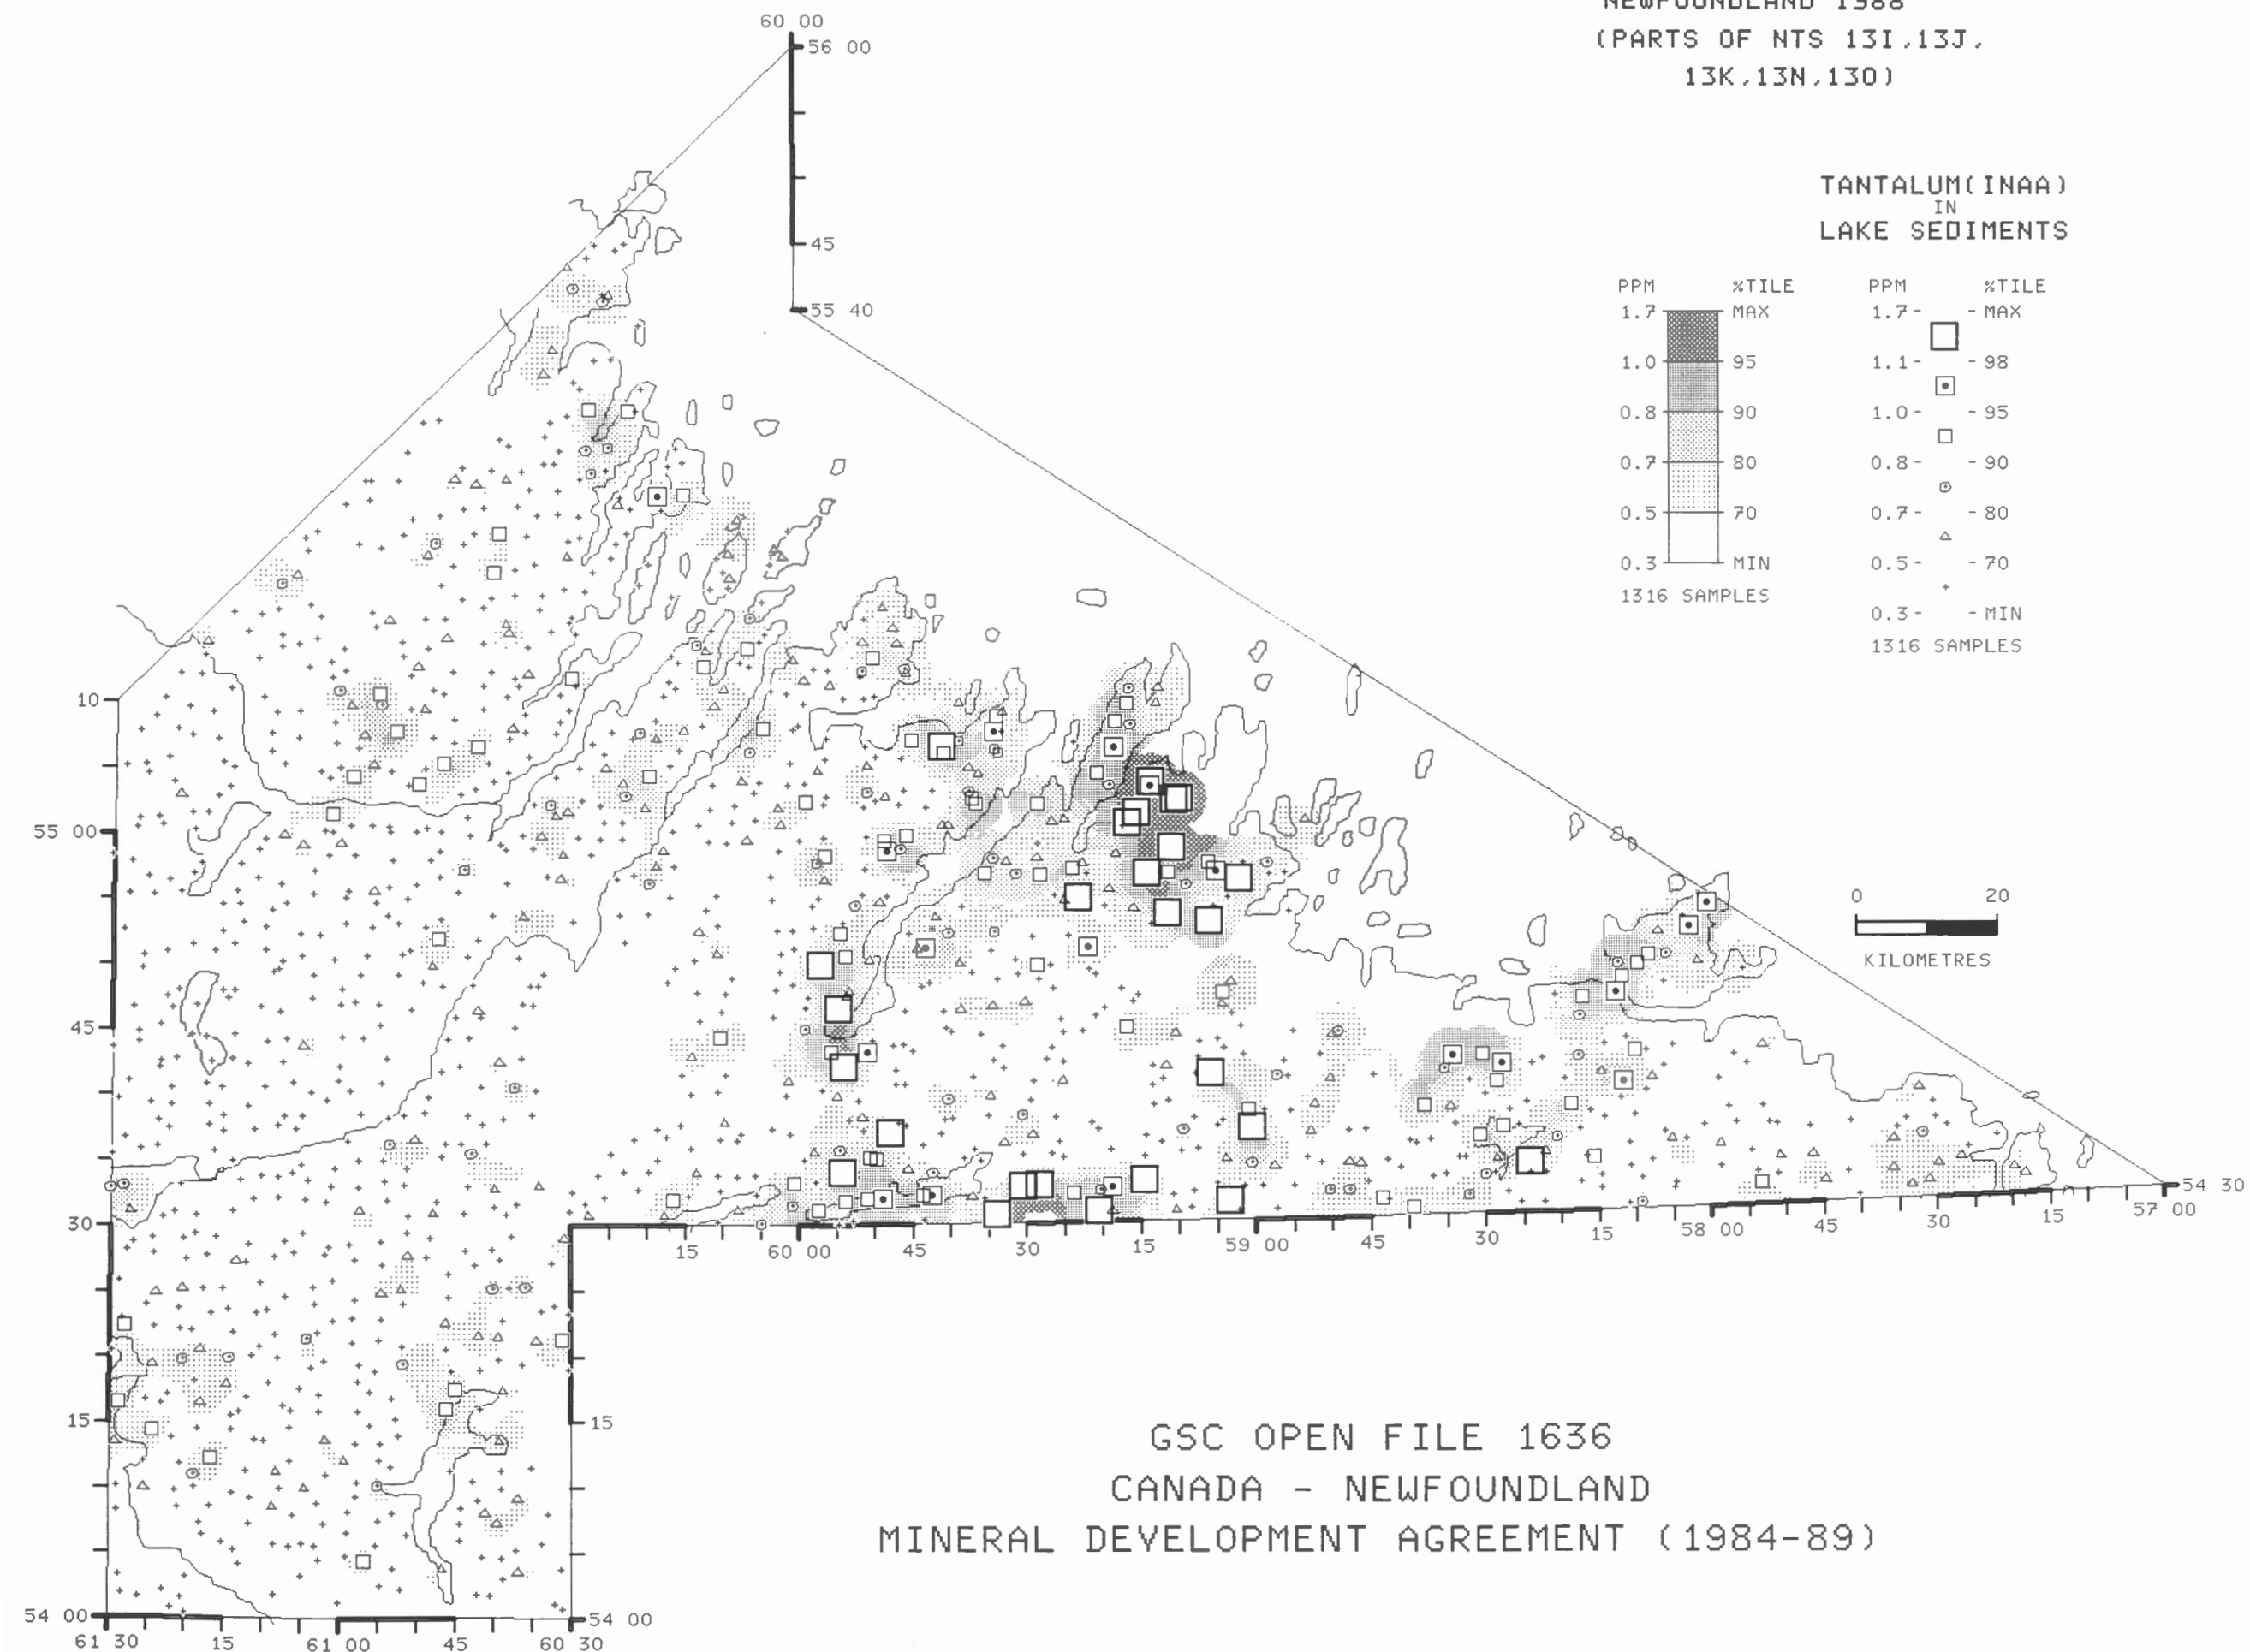 NEWFOUNDLAND 1988
(PARTS OF NTS 13I,13J,
13K,13N,13O)
60 00
56 00
45
55 40
TANTALUM(INAA)
IN
LAKE SEDIMENTS
PPM %TILE
1.7 MAX
1.0 95
0.8 90
0.7 80
0.5 70
0.3 MIN
1316 SAMPLES
PPM %TILE
1.7- - MAX
1.1- - 98
1.0- - 95
0.8- - 90
0.7- - 80
0.5- - 70
0.3- - MIN
1316 SAMPLES
10
55 00
45
30
15
54 00
0 20
KILOMETRES
54 30
15 60 00 45 30 15 59 00 45 30 15 58 00 45 30 15 57 00
15
54 00
61 30 15 61 00 45 60 30
GSC OPEN FILE 1636
CANADA - NEWFOUNDLAND
MINERAL DEVELOPMENT AGREEMENT (1984-89)